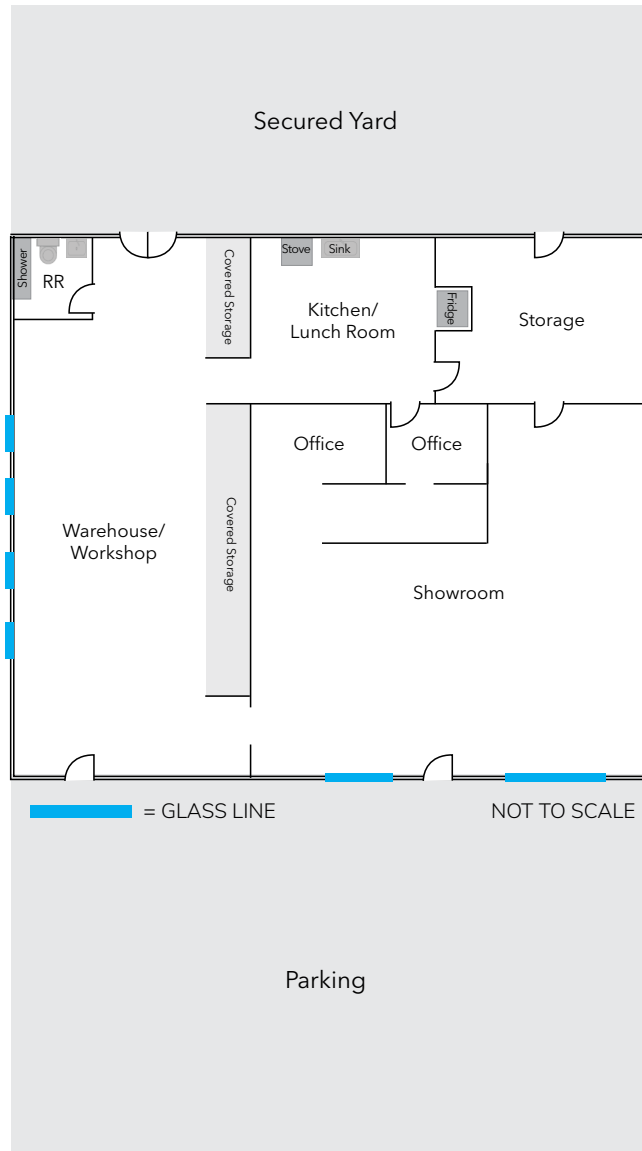 Secured Yard
Shower
RR
Covered Storage
Stove
Sink
Kitchen/
Lunch Room
Fridge
Storage
Office
Office
Warehouse/
Workshop
Covered Storage
Showroom
= GLASS LINE
NOT TO SCALE
Parking